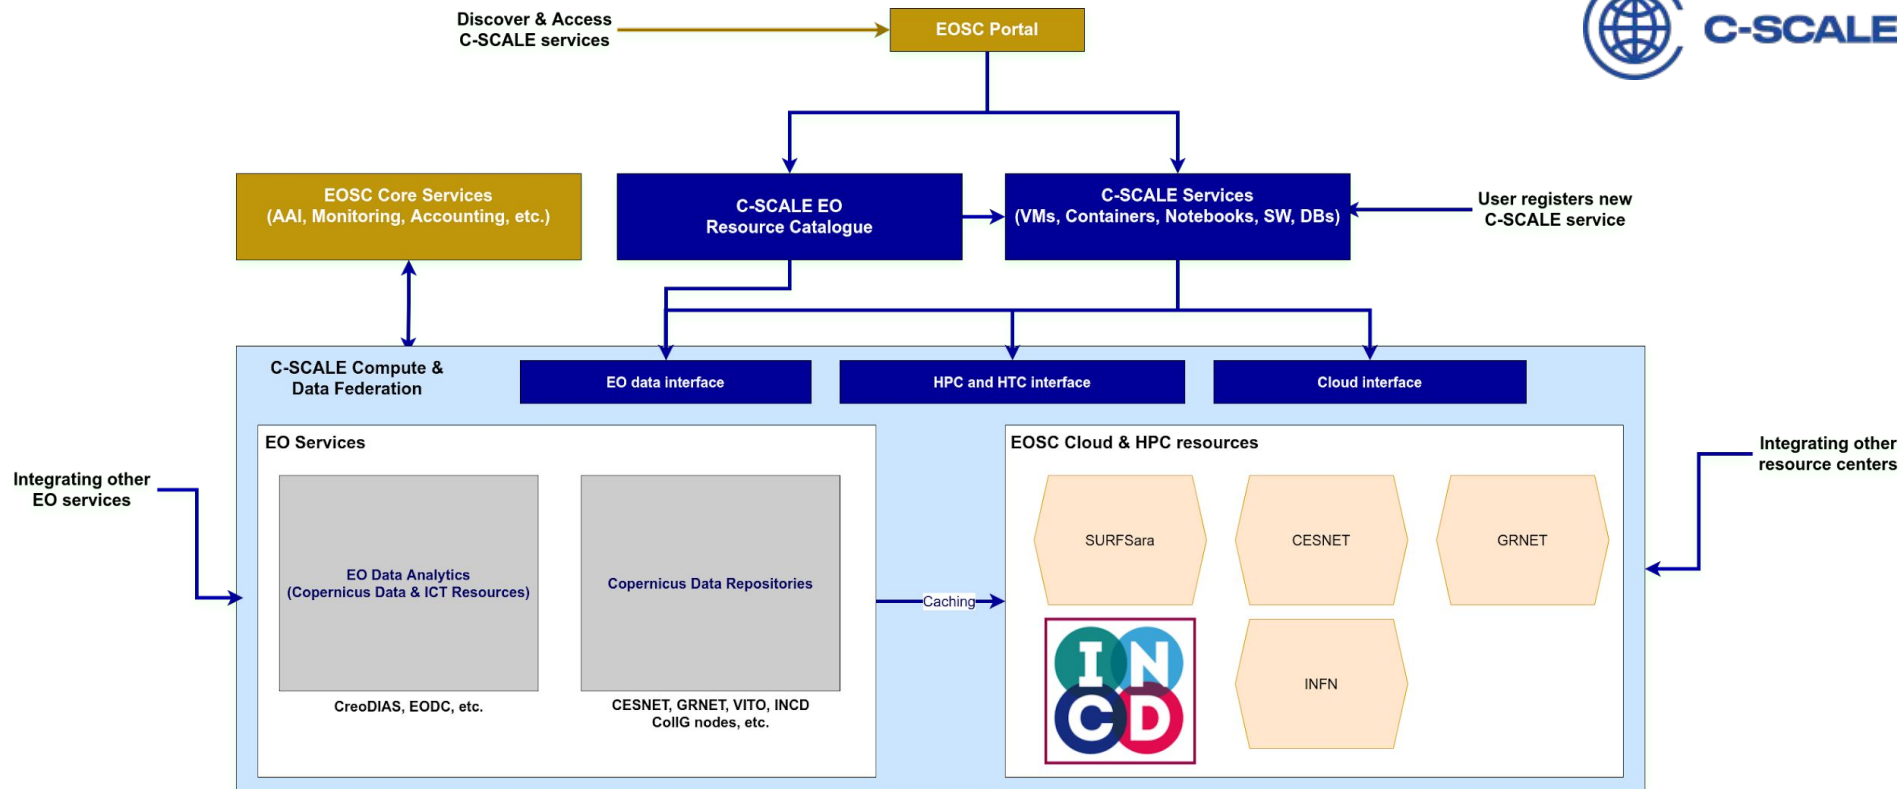 Discover & Access
C-SCALE services
EOSC Portal
C-SCALE
EOSC Core Services
(AAI, Monitoring, Accounting, etc.)
C-SCALE EO
Resource Catalogue
C-SCALE Services
(VMs, Containers, Notebooks, SW, DBs)
User registers new
C-SCALE service
C-SCALE Compute &
Data Federation
EO data interface
HPC and HTC interface
Cloud interface
EO Services
EOSC Cloud & HPC resources
Integrating other
EO services
Integrating other
resource centers
EO Data Analytics
(Copernicus Data & ICT Resources)
Copernicus Data Repositories
Caching
SURFSara
CESNET
GRNET
IN
CD
INFN
CreoDIAS, EODC, etc.
CESNET, GRNET, VITO, INCD
CollG nodes, etc.